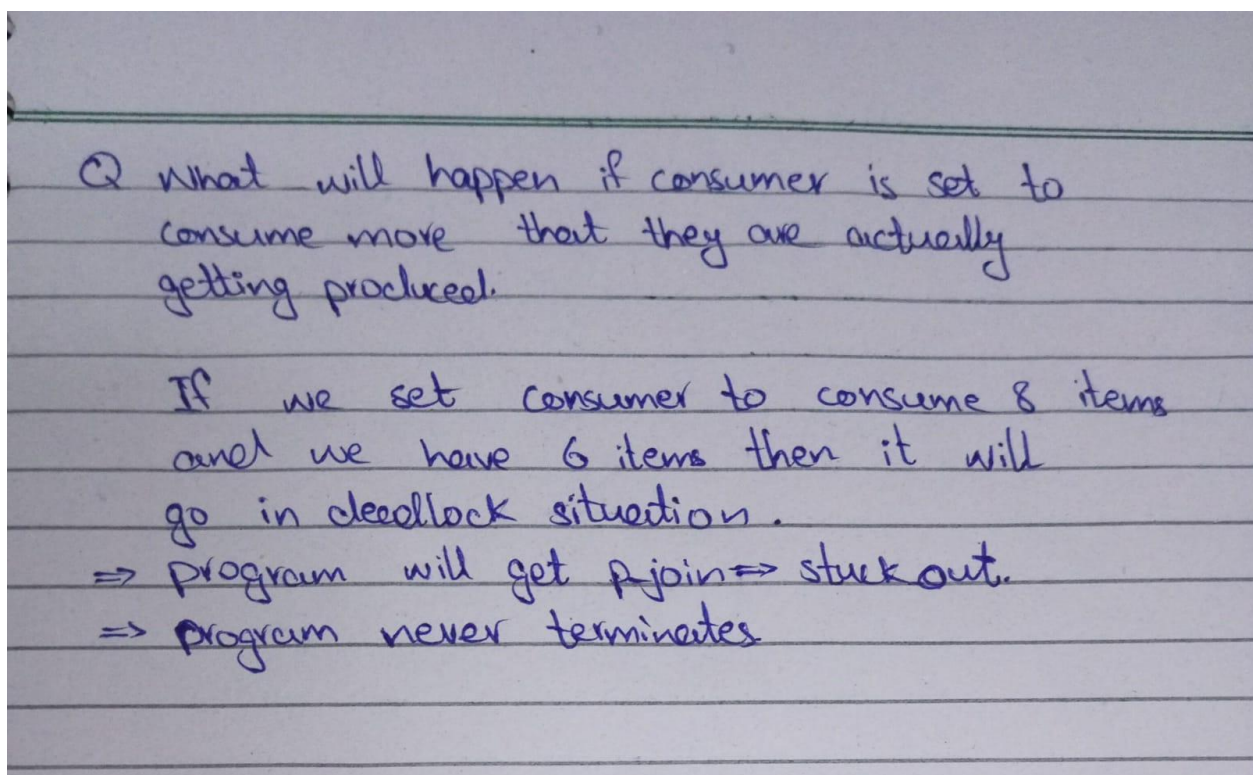 Q What will happen if consumer is set to
consume more that they are actually
getting produced.
If we set consumer to consume 8 items
and we have 6 items then it will
go in deedlock situation.
⇒ program will get p-join ⇒ stuck out.
⇒ program never terminates